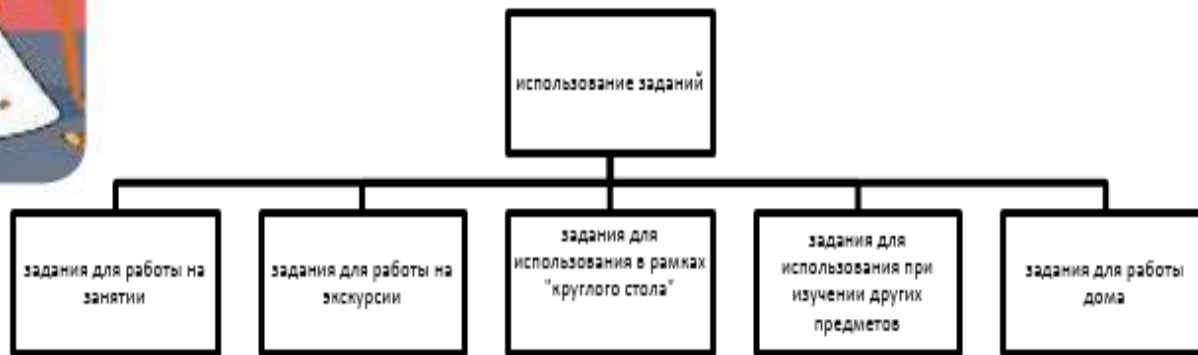 использование заданий
задания для работы на
занятии
задания для работы на
экскурсии
задания для
использования в рамках
"круглого стола"
задания для
использования при
изучении других
предметов
задания для работы
дома